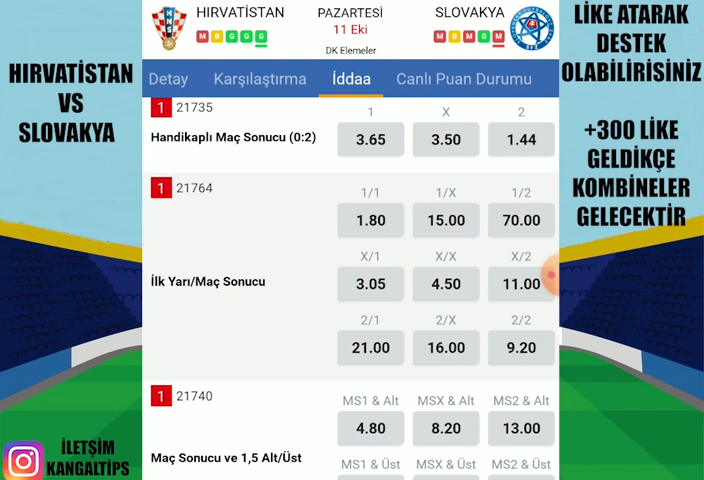 HIRVATİSTAN
VS
SLOVAKYA
HIRVATİSTAN
M B G G G
PAZARTESİ
11 Eki
DK Elemeler
SLOVAKYA
M B M G M
Detay Karşılaştırma İddaa Canlı Puan Durumu
1 21735
Handikaplı Maç Sonucu (0:2)
1 X 2
3.65 3.50 1.44
1 21764
İlk Yarı/Maç Sonucu
1/1 1/X 1/2
1.80 15.00 70.00
X/1 X/X X/2
3.05 4.50 11.00
2/1 2/X 2/2
21.00 16.00 9.20
1 21740
Maç Sonucu ve 1,5 Alt/Üst
MS1 & Alt MSX & Alt MS2 & Alt
4.80 8.20 13.00
MS1 & Üst MSX & Üst MS2 & Üst
LİKE ATARAK
DESTEK
OLABİLİRİSİNİZ
+300 LİKE
GELDİKÇE
KOMBİNELER
GELECEKTİR
İLETŞİM
KANGALTİPS